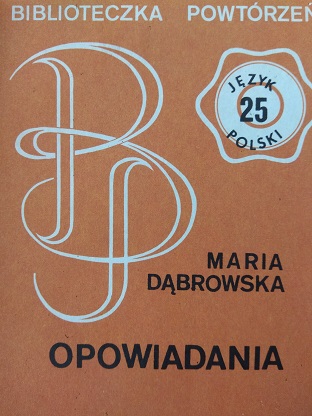 BIBLIOTECZKA POWTÓRZEŃ
JĘZYK
25
POLSKI
MARIA
DĄBROWSKA
OPOWIADANIA